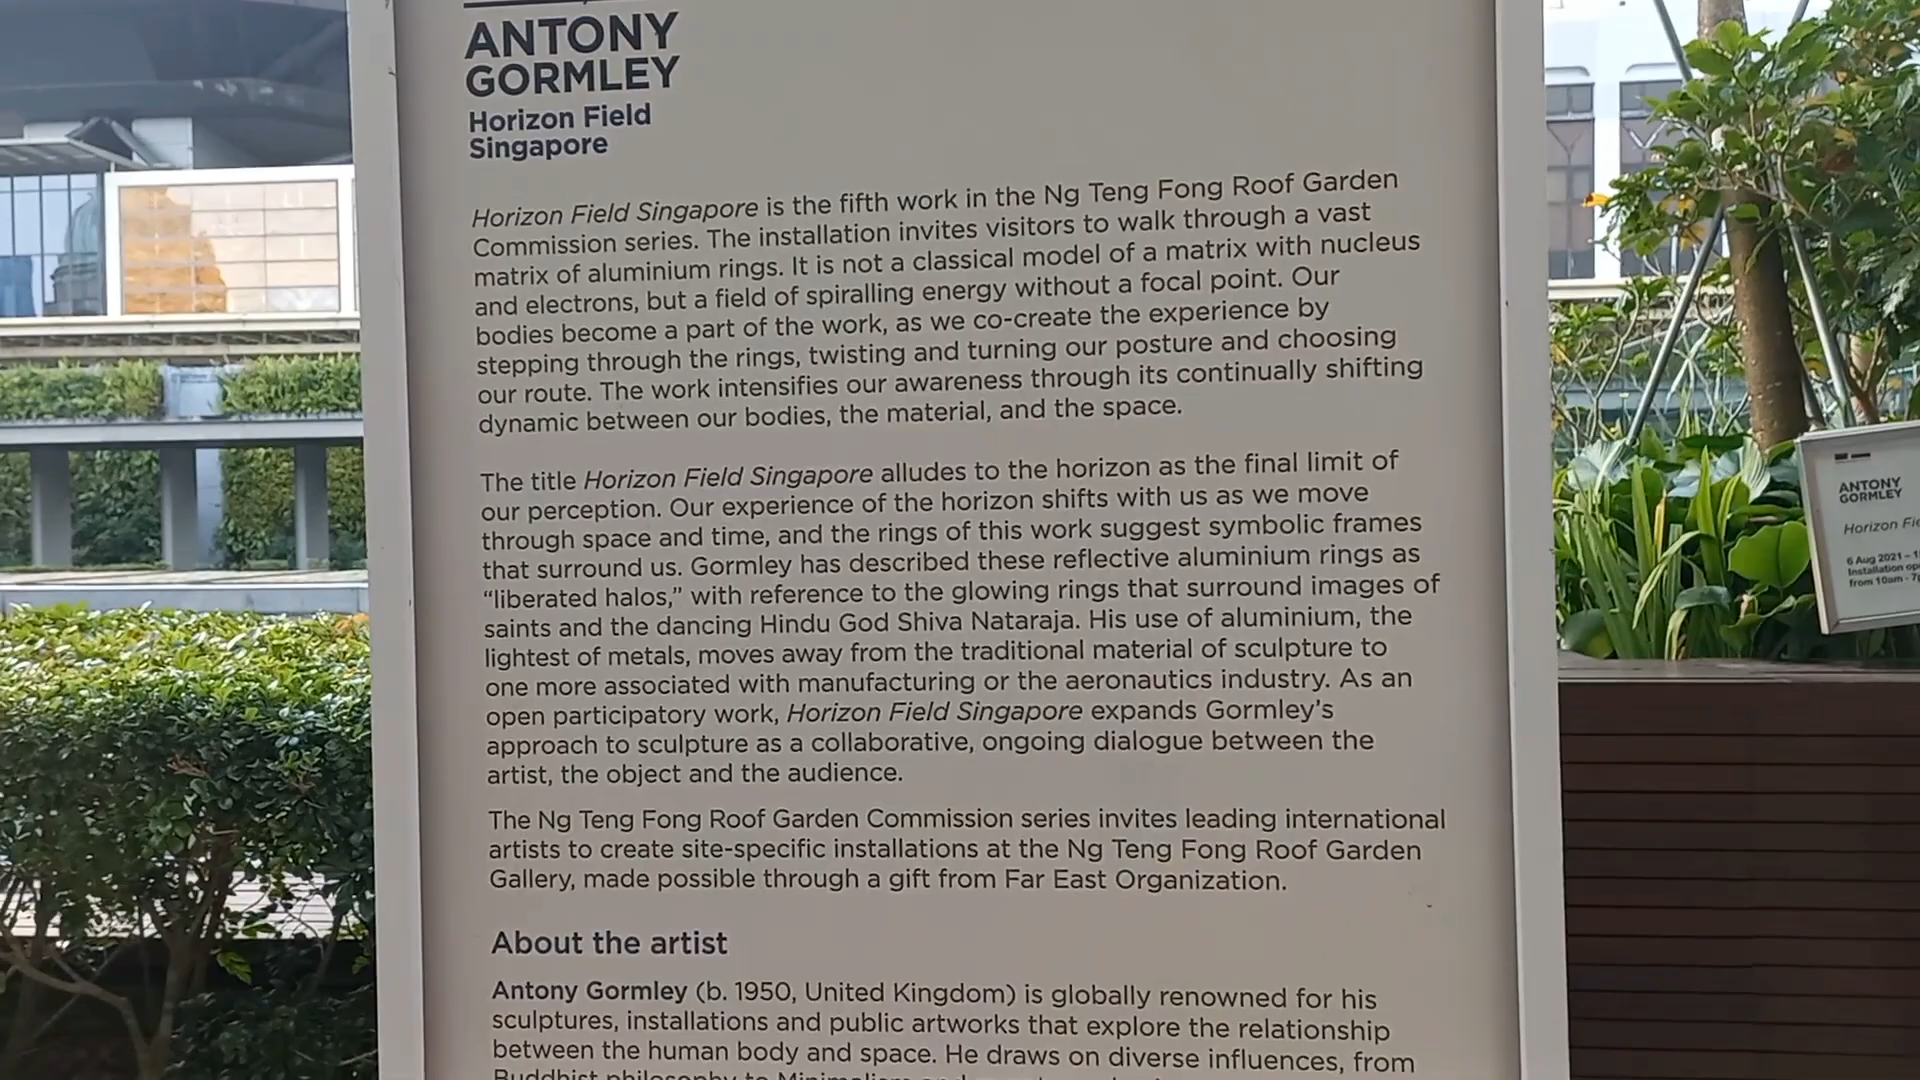 ANTONY
GORMLEY
Horizon Field
Singapore
Horizon Field Singapore is the fifth work in the Ng Teng Fong Roof Garden
Commission series. The installation invites visitors to walk through a vast
matrix of aluminium rings. It is not a classical model of a matrix with nucleus
and electrons, but a field of spiralling energy without a focal point. Our
bodies become a part of the work, as we co-create the experience by
stepping through the rings, twisting and turning our posture and choosing
our route. The work intensifies our awareness through its continually shifting
dynamic between our bodies, the material, and the space.
The title Horizon Field Singapore alludes to the horizon as the final limit of
our perception. Our experience of the horizon shifts with us as we move
through space and time, and the rings of this work suggest symbolic frames
that surround us. Gormley has described these reflective aluminium rings as
“liberated halos,” with reference to the glowing rings that surround images of
saints and the dancing Hindu God Shiva Nataraja. His use of aluminium, the
lightest of metals, moves away from the traditional material of sculpture to
one more associated with manufacturing or the aeronautics industry. As an
open participatory work, Horizon Field Singapore expands Gormley’s
approach to sculpture as a collaborative, ongoing dialogue between the
artist, the object and the audience.
The Ng Teng Fong Roof Garden Commission series invites leading international
artists to create site-specific installations at the Ng Teng Fong Roof Garden
Gallery, made possible through a gift from Far East Organization.
About the artist
Antony Gormley (b. 1950, United Kingdom) is globally renowned for his
sculptures, installations and public artworks that explore the relationship
between the human body and space. He draws on diverse influences, from
Buddhist philosophy to Minimalism
ANTONY
GORMLEY
Horizon
6 Aug 2021 –
Installation
from 10am -